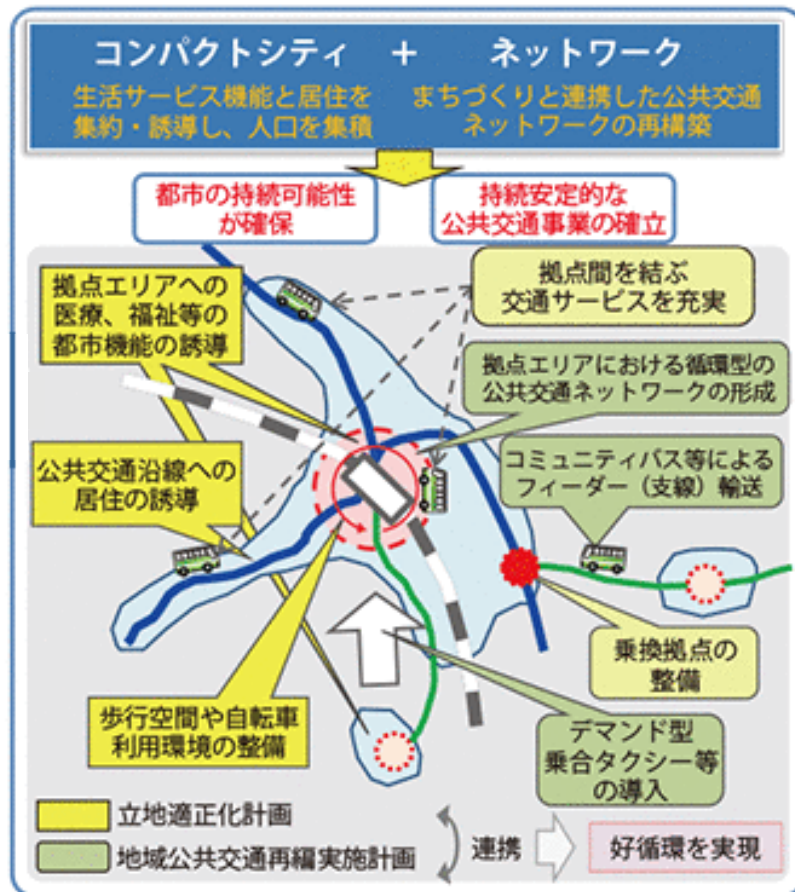 コンパクトシティ + ネットワーク
生活サービス機能と居住を
集約・誘導し、人口を集積
まちづくりと連携した公共交通
ネットワークの再構築
都市の持続可能性
が確保
持続安定的な
公共交通事業の確立
拠点エリアへの
医療、福祉等の
都市機能の誘導
拠点間を結ぶ
交通サービスを充実
拠点エリアにおける循環型の
公共交通ネットワークの形成
公共交通沿線への
居住の誘導
コミュニティバス等による
フィーダー（支線）輸送
乗換拠点の
整備
歩行空間や自転車
利用環境の整備
デマンド型
乗合タクシー等
の導入
立地適正化計画
地域公共交通再編実施計画
連携
好循環を実現